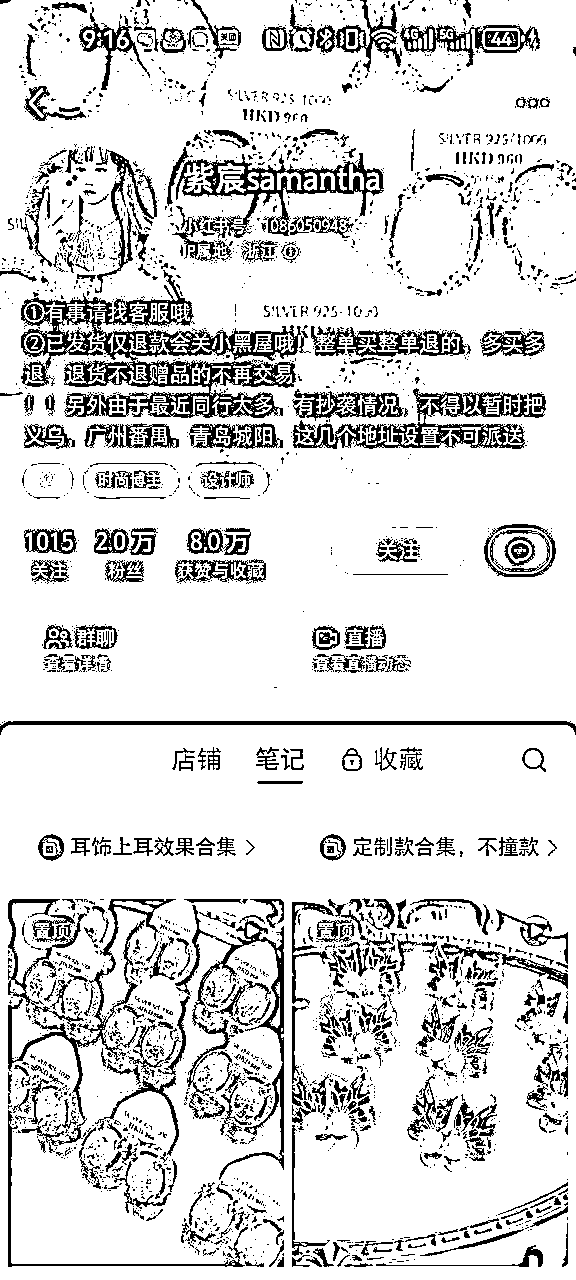 9:16
4G 5G 44
SILVER 925-1000
HKD 960
SILVER 925/1000
HKD 960
紫宸samantha
小红书号：1086050948
IP属地：浙江
SILVER 925-1000
①有事请找客服哦
②已发货仅退款会关小黑屋哦！整单买整单退的，多买多
退，退货不退赠品的不再交易
！！另外由于最近同行太多，有抄袭情况，不得以暂时把
义乌，广州番禺，青岛城阳，这几个地址设置不可派送
时尚博主 设计师
1015 2.0万 8.0万
关注 粉丝 获赞与收藏
关注
群聊 直播
查看详情 查看直播动态
店铺 笔记 收藏
耳饰上耳效果合集 定制款合集，不撞款
置顶 置顶